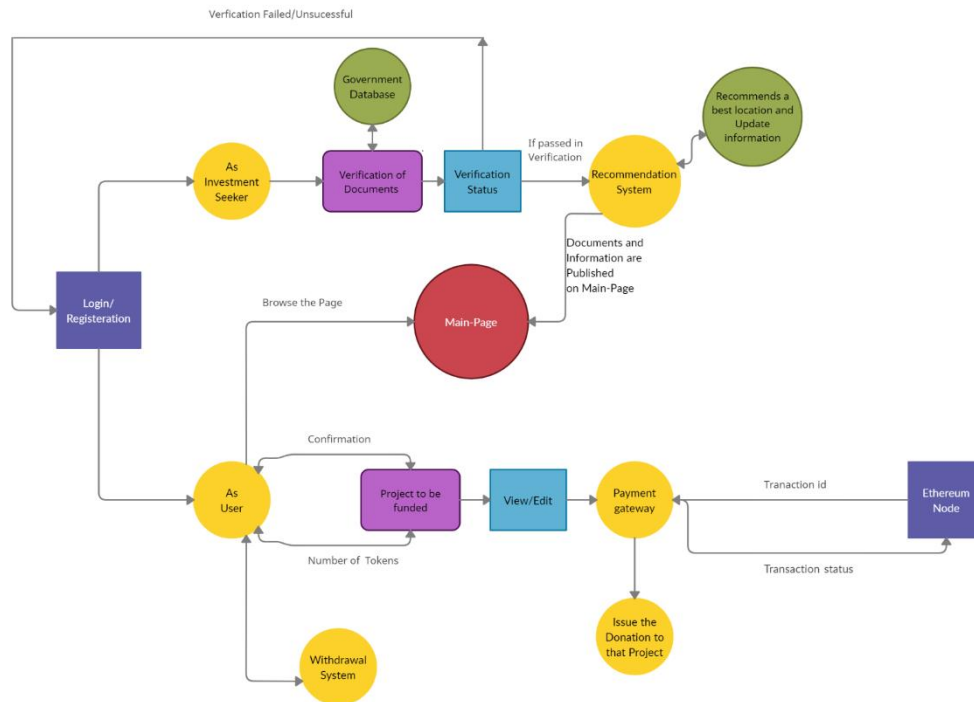 Verfication Failed/Unsucessful
Government
Database
Recommends a
best location and
Update
information
If passed in
Verification
As
Investment
Seeker
Verification of
Documents
Verification
Status
Recommendation
System
Documents and
Information are
Published
on Main-Page
Login/
Registeration
Browse the Page
Main-Page
Confirmation
As
User
Project to be
funded
View/Edit
Payment
gateway
Tranaction id
Ethereum
Node
Number of Tokens
Transaction status
Issue the
Donation to
that Project
Withdrawal
System